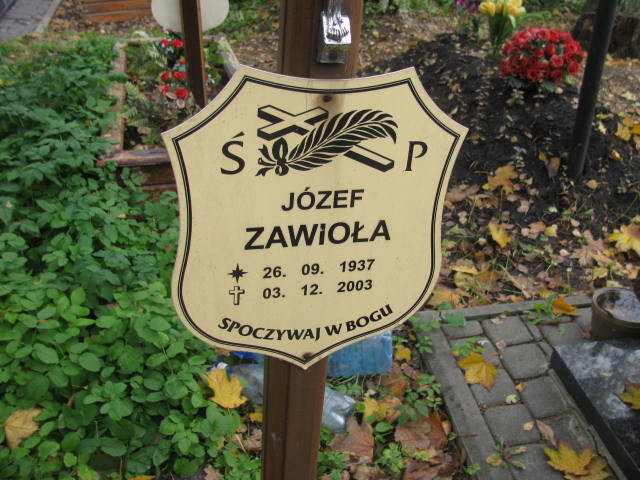 Ś P
JÓZEF
ZAWiOŁA
26. 09. 1937
03. 12. 2003
SPOCZYWAJ W BOGU